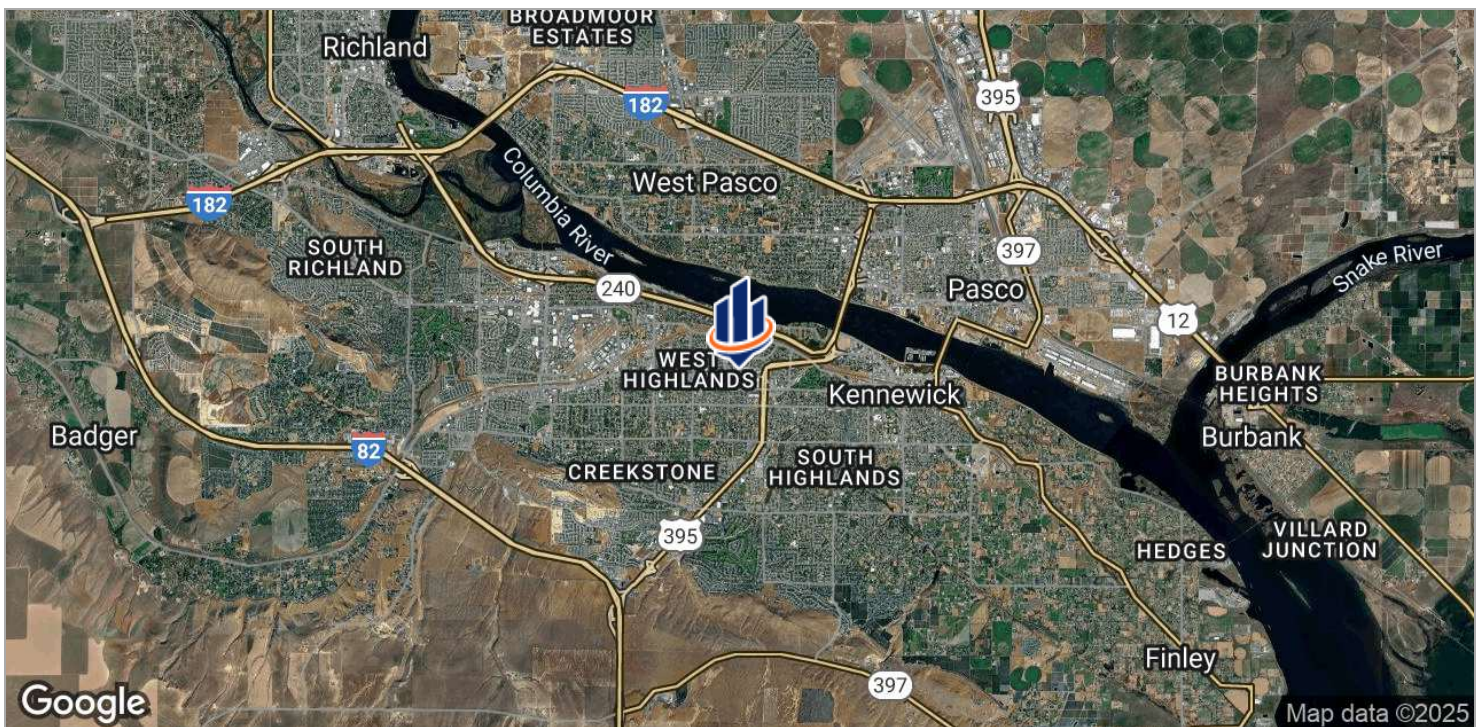 BROADMOOR
ESTATES
Richland
395
182
Columbia River
West Pasco
182
SOUTH
RICHLAND
397
Snake River
240
Pasco
12
WEST
HIGHLANDS
BURBANK
HEIGHTS
Kennewick
Badger
Burbank
82
CREEKSTONE
SOUTH
HIGHLANDS
395
HEDGES
VILLARD
JUNCTION
Finley
397
Google
Map data ©2025